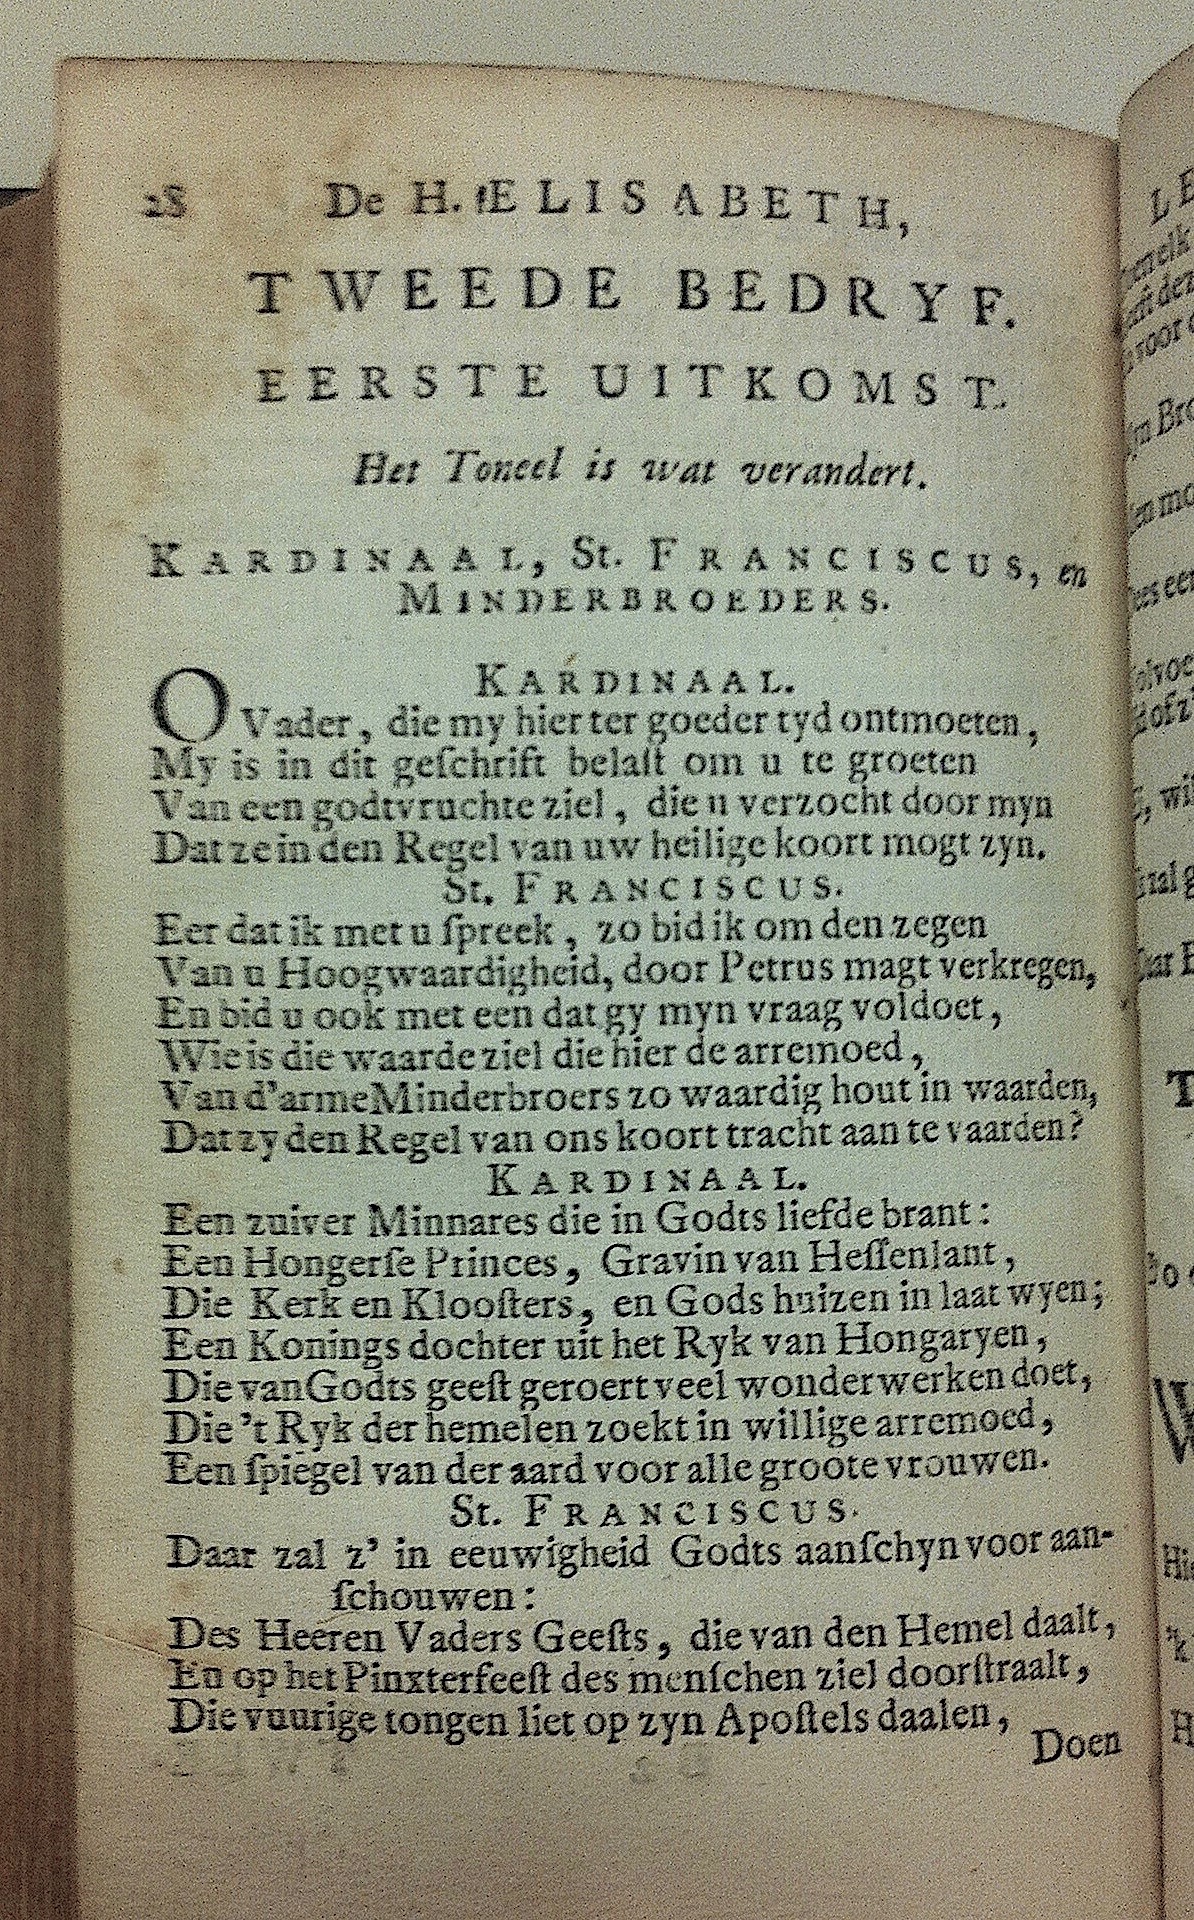 28 De H. ELISABETH,
TWEEDE BEDRYF.
EERSTE UITKOMST.
Het Toneel is wat verandert.
KARDINAAL, St. FRANCISCUS, en
MINDERBROEDERS.
KARDINAAL.
O Vader, die my hier ter goeder tyd ontmoeten,
My is in dit geſchrift belaſt om u te groeten
Van een godtvruchte ziel, die u verzocht door myn
Dat ze in den Regel van uw heilige koort mogt zyn.
St. FRANCISCUS.
Eer dat ik met u ſpreek, zo bid ik om den zegen
Van u Hoogwaardigheid, door Petrus magt verkregen,
En bid u ook met een dat gy myn vraag voldoet,
Wie is die waarde ziel die hier de arremoed,
Van d'arme Minderbroers zo waardig hout in waarden,
Dat zy den Regel van ons koort tracht aan te vaarden?
KARDINAAL.
Een zuiver Minnares die in Godts liefde brant:
Een Hongerſe Princes, Gravin van Heſſenlant,
Die Kerk en Klooſters, en Gods huizen in laat wyen;
Een Konings dochter uit het Ryk van Hongaryen,
Die van Godts geeſt geroert veel wonderwerken doet,
Die 't Ryk der hemelen zoekt in willige arremoed,
Een ſpiegel van der aard voor alle groote vrouwen.
St. FRANCISCUS.
Daar zal z' in eeuwigheid Godts aanſchyn voor aan-
ſchouwen:
Des Heeren Vaders Geeſts, die van den Hemel daalt,
En op het Pinxterfeeſt des menſchen ziel doorſtraalt,
Die vuurige tongen liet op zyn Apoſtels daalen,
Doen